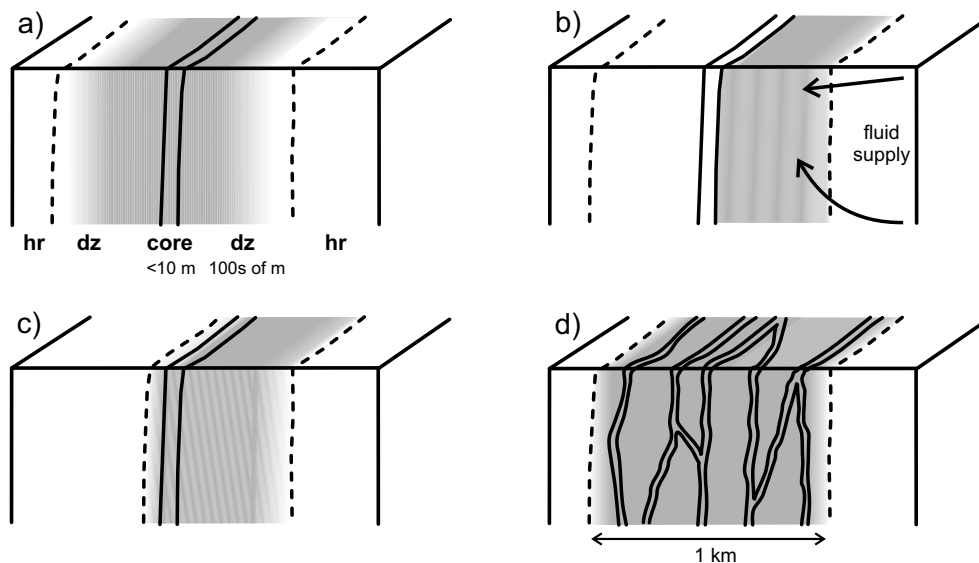 a)
b)
fluid
supply
hr dz core dz hr
<10 m 100s of m
c)
d)
1 km